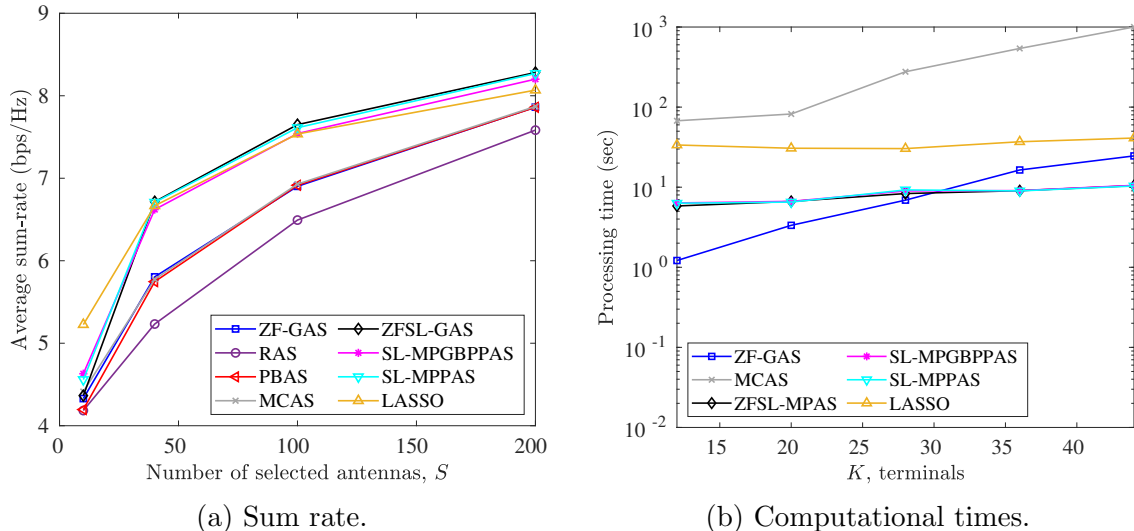 9
8
7
6
5
4
Average sum-rate (bps/Hz)
0 50 100 150 200
Number of selected antennas, S
ZF-GAS ZFSL-GAS
RAS SL-MPGBPPAS
PBAS SL-MPPAS
MCAS LASSO
(a) Sum rate.
10^3
10^2
10^1
10^0
10^-1
10^-2
Processing time (sec)
15 20 25 30 35 40
K, terminals
ZF-GAS SL-MPGBPPAS
MCAS SL-MPPAS
ZFSL-MPAS LASSO
(b) Computational times.